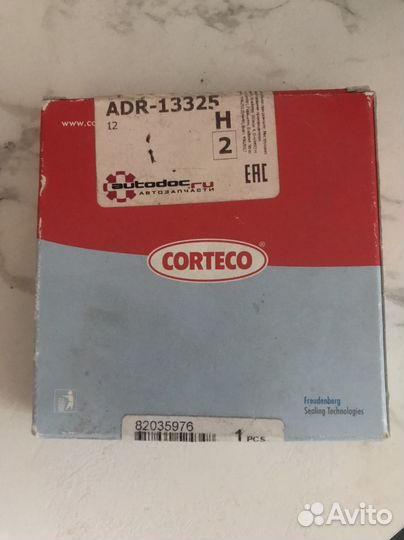 ADR-13325
12
H
2
www.co
autodoc.ru
АВТОЗАПЧАСТИ
EAC
CORTECO
®
Freudenberg
Sealing Technologies
82035976
1 PCS
Avito